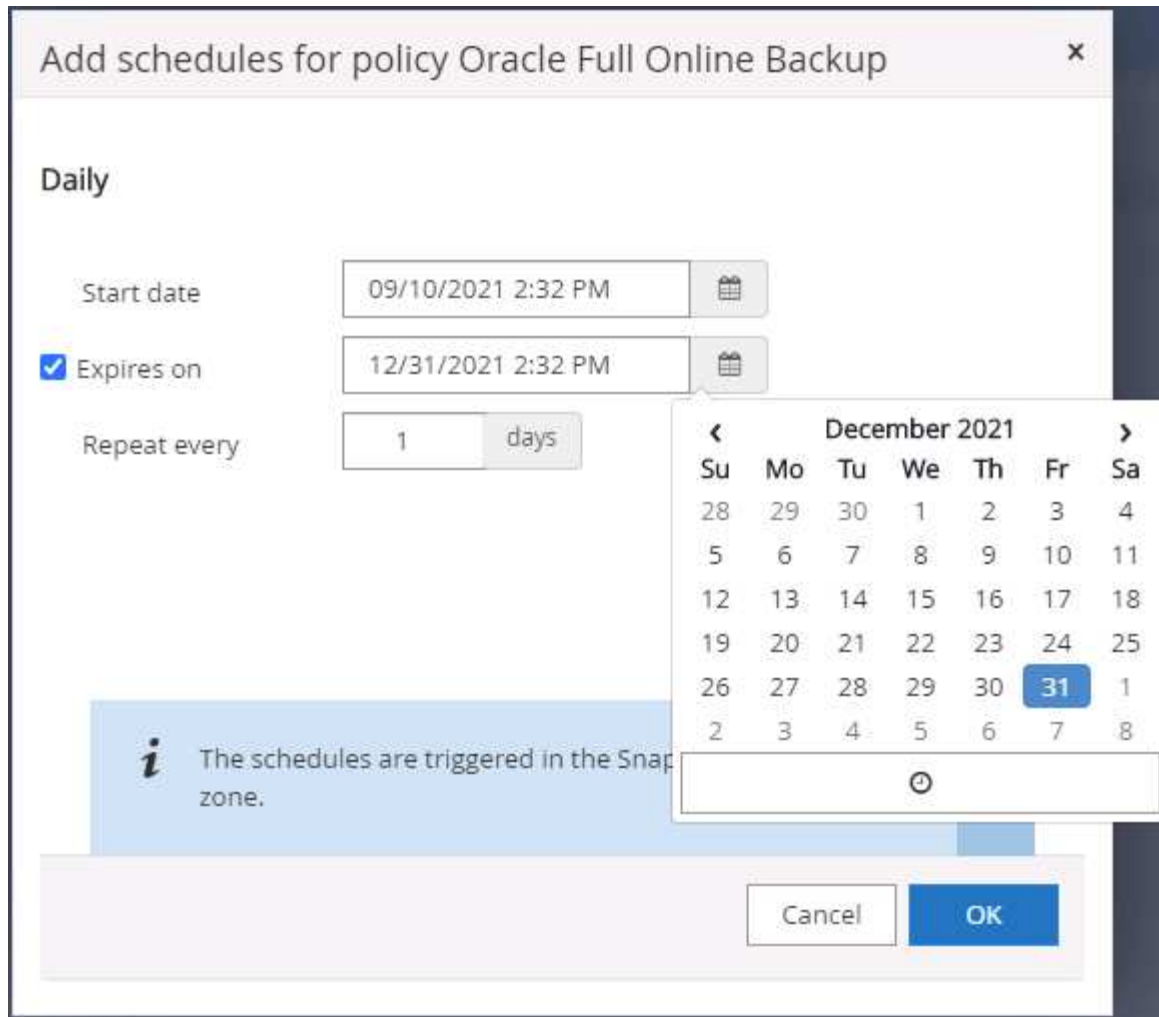 Add schedules for policy Oracle Full Online Backup ×
Daily
Start date 09/10/2021 2:32 PM
Expires on 12/31/2021 2:32 PM
Repeat every 1 days
‹ December 2021 ›
Su Mo Tu We Th Fr Sa
28 29 30 1 2 3 4
5 6 7 8 9 10 11
12 13 14 15 16 17 18
19 20 21 22 23 24 25
26 27 28 29 30 31 1
2 3 4 5 6 7 8
i The schedules are triggered in the Snap
zone.
Cancel OK